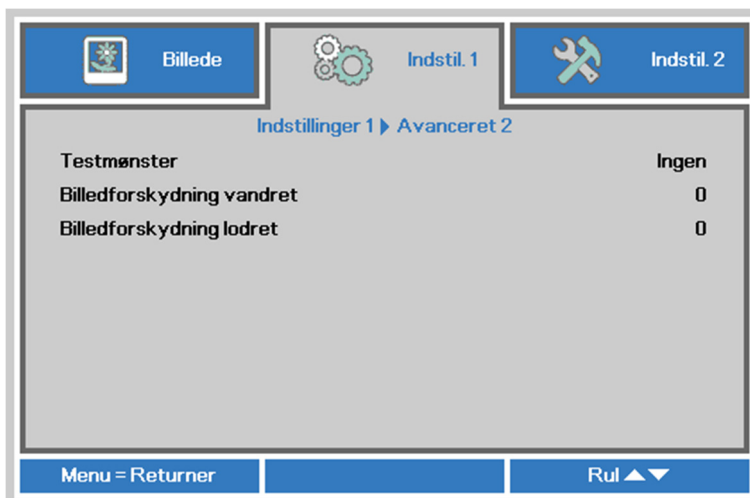 Billede Indstil. 1 Indstil. 2
Indstillinger 1 ▶ Avanceret 2
Testmønster Ingen
Billedforskydning vandret 0
Billedforskydning lodret 0
Menu = Returner Rul ▲▼